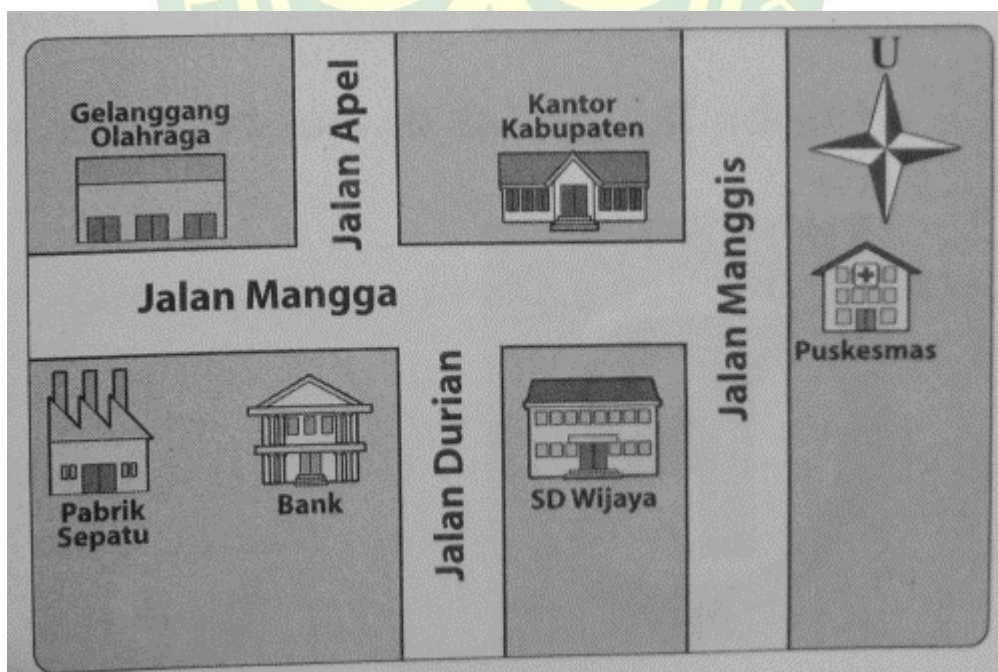 Gelanggang
Olahraga
Jalan Apel
Kantor
Kabupaten
U
Jalan Mangga
Jalan Manggis
Puskesmas
Pabrik
Sepatu
Bank
Jalan Durian
SD Wijaya